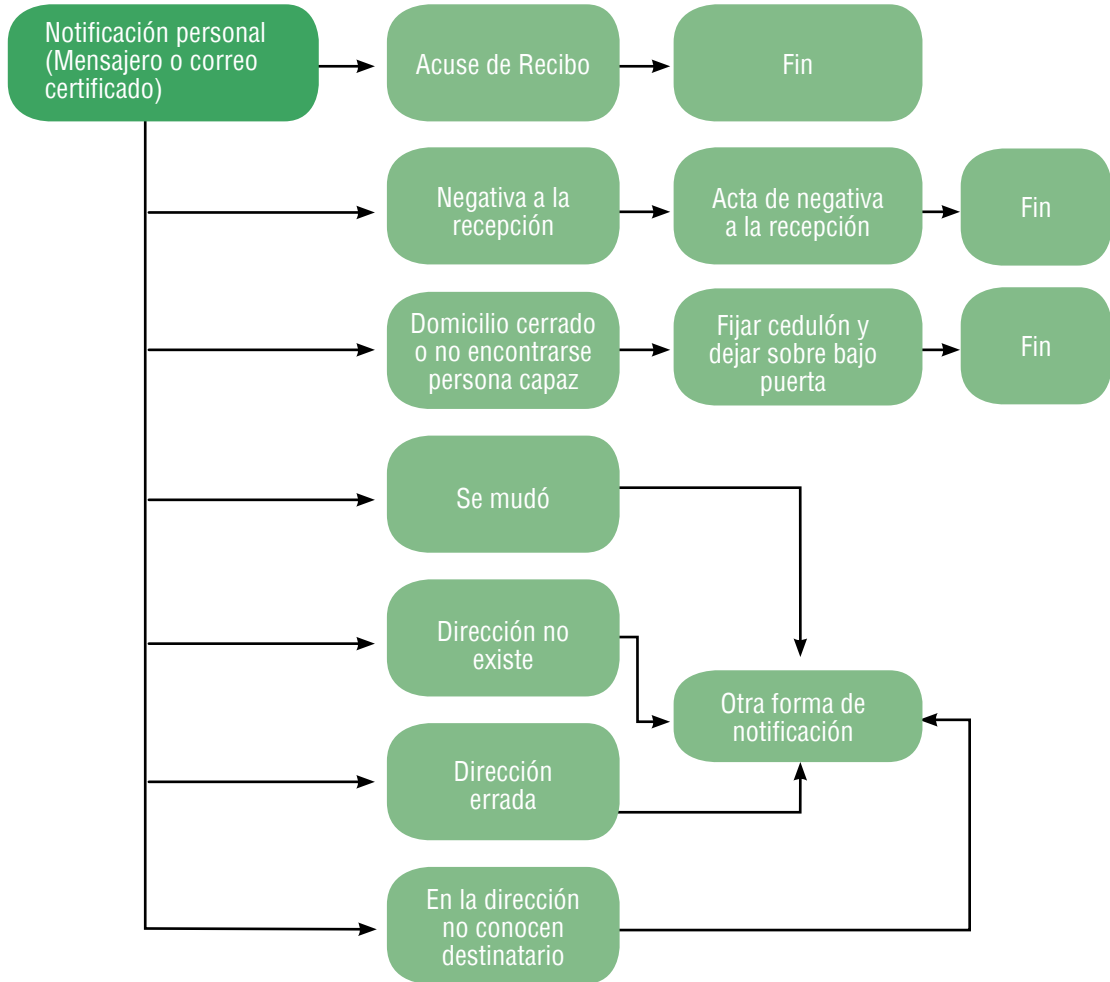 Notificación personal
(Mensajero o correo
certificado)
Acuse de Recibo
Fin
Negativa a la
recepción
Acta de negativa
a la recepción
Fin
Domicilio cerrado
o no encontrarse
persona capaz
Fijar cedulón y
dejar sobre bajo
puerta
Fin
Se mudó
Dirección no
existe
Otra forma de
notificación
Dirección
errada
En la dirección
no conocen
destinatario